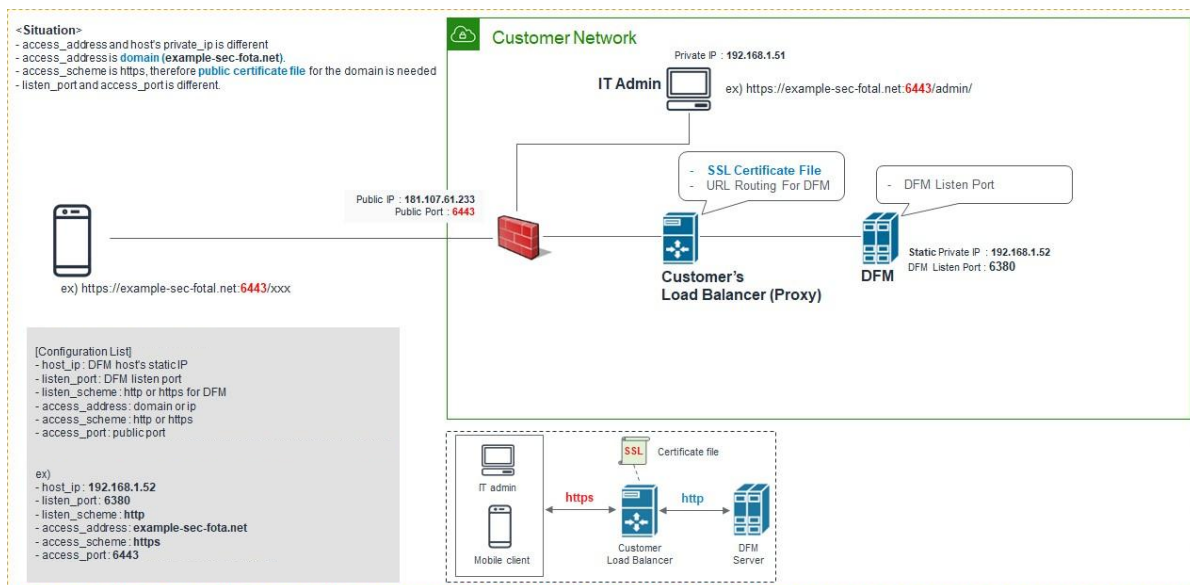 <Situation>
- access_address and host's private_ip is different
- access_address is domain (example-sec-fota.net).
- access_scheme is https, therefore public certificate file for the domain is needed
- listen_port and access_port is different.
Customer Network
Private IP : 192.168.1.51
IT Admin
ex) https://example-sec-fotal.net:6443/admin/
- SSL Certificate File
- URL Routing For DFM
- DFM Listen Port
Public IP : 181.107.61.233
Public Port : 6443
Static Private IP : 192.168.1.52
DFM Listen Port : 6380
Customer's
Load Balancer (Proxy)
DFM
ex) https://example-sec-fotal.net:6443/xxx
[Configuration List]
- host_ip : DFM host's static IP
- listen_port : DFM listen port
- listen_scheme : http or https for DFM
- access_address: domain or ip
- access_scheme : http or https
- access_port : public port
ex)
- host_ip : 192.168.1.52
- listen_port : 6380
- listen_scheme : http
- access_address : example-sec-fota.net
- access_scheme : https
- access_port : 6443
SSL
Certificate file
IT admin
https
http
Mobile client
Customer
Load Balancer
DFM
Server